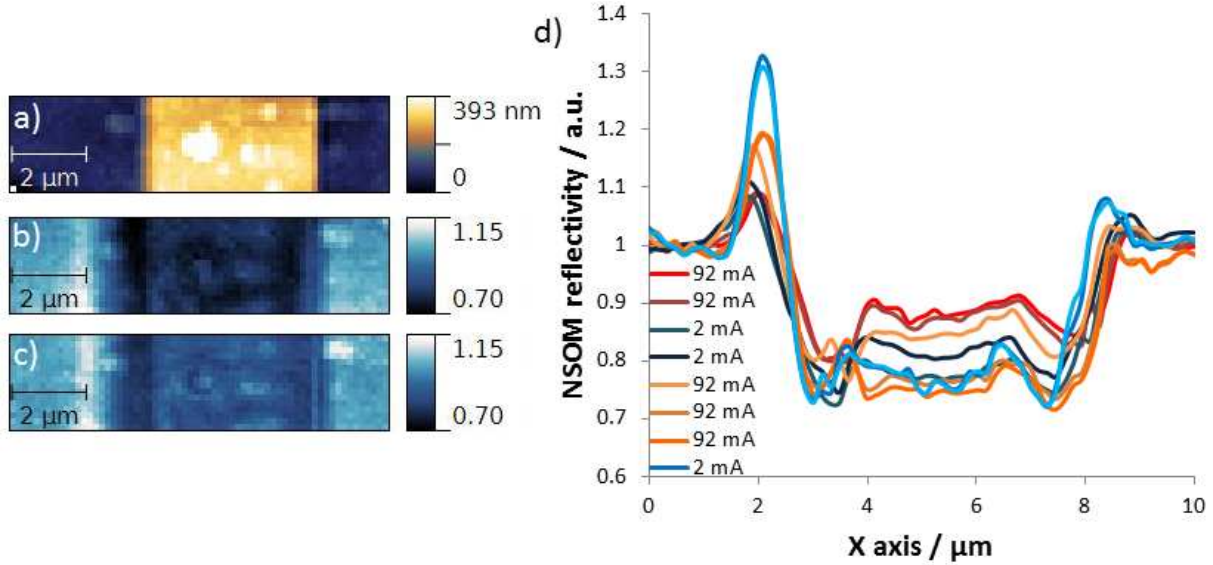 a)
393 nm
0
2 µm
b)
1.15
0.70
2 µm
c)
1.15
0.70
2 µm
d)
NSOM reflectivity / a.u.
1.4
1.3
1.2
1.1
1
0.9
0.8
0.7
0.6
92 mA
92 mA
2 mA
2 mA
92 mA
92 mA
92 mA
2 mA
0 2 4 6 8 10
X axis / µm